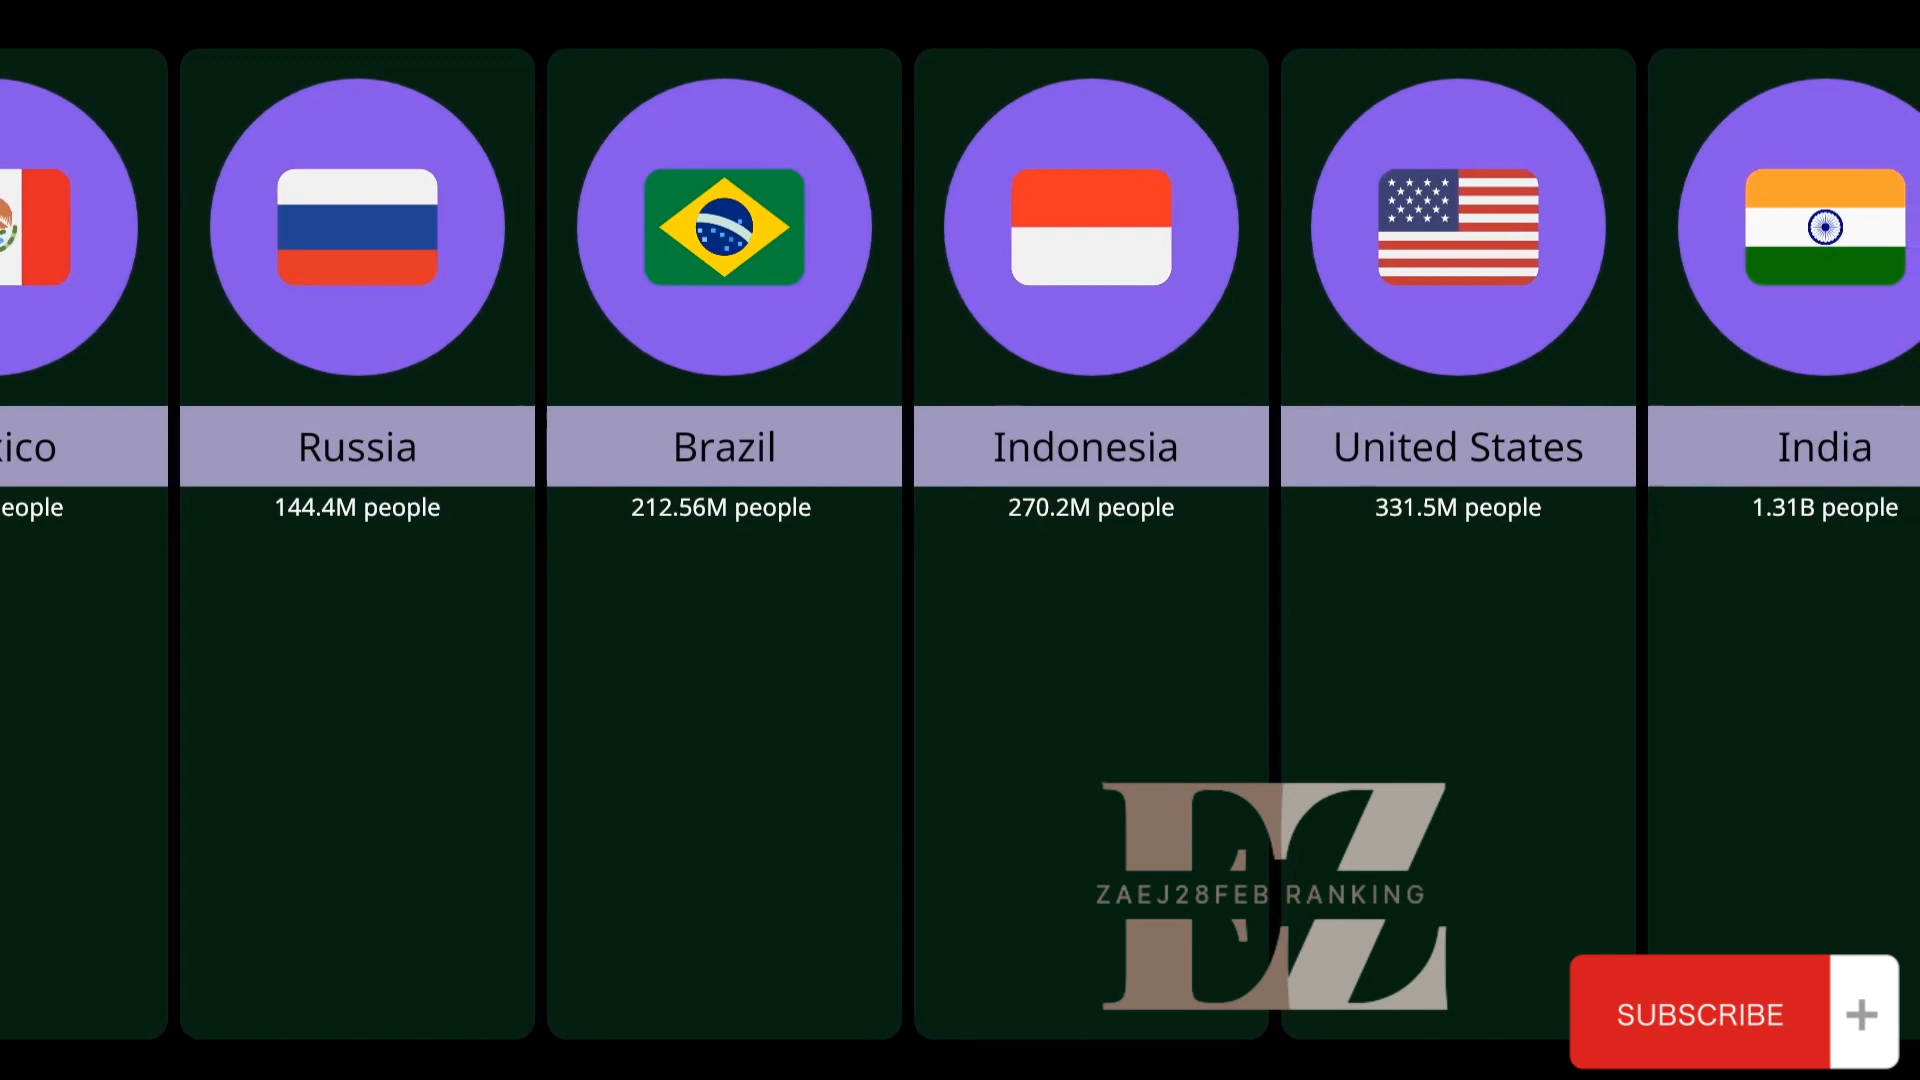 ico
Russia
Brazil
Indonesia
United States
India
eople
144.4M people
212.56M people
270.2M people
331.5M people
1.31B people
EZ
ZAEJ28FEB RANKING
SUBSCRIBE +